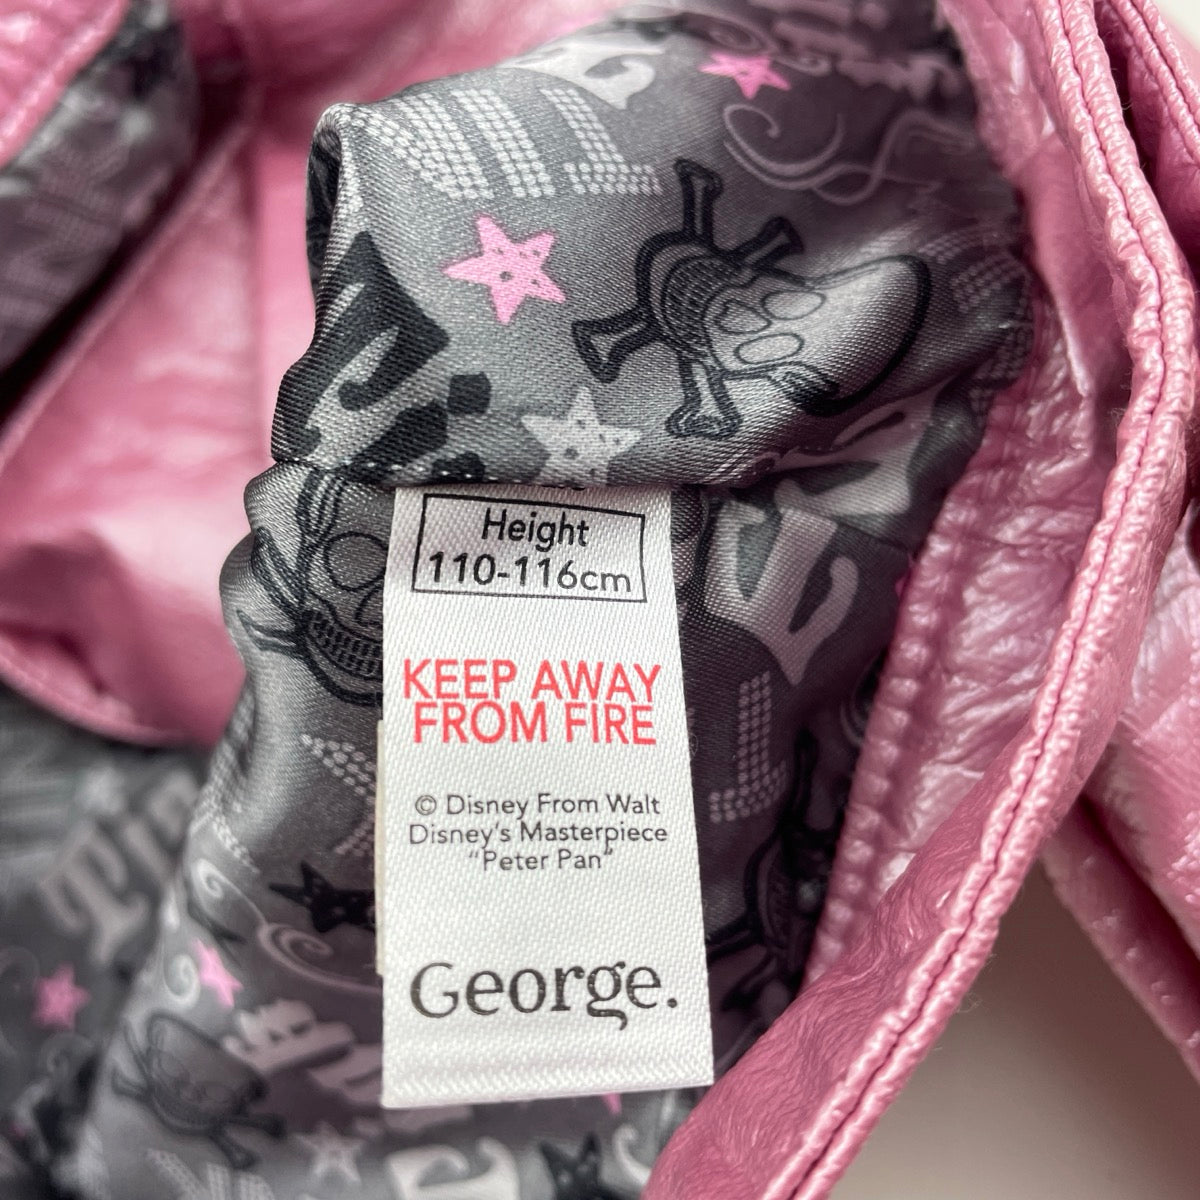 Height
110-116cm
KEEP AWAY
FROM FIRE
© Disney From Walt
Disney's Masterpiece
"Peter Pan"
George.